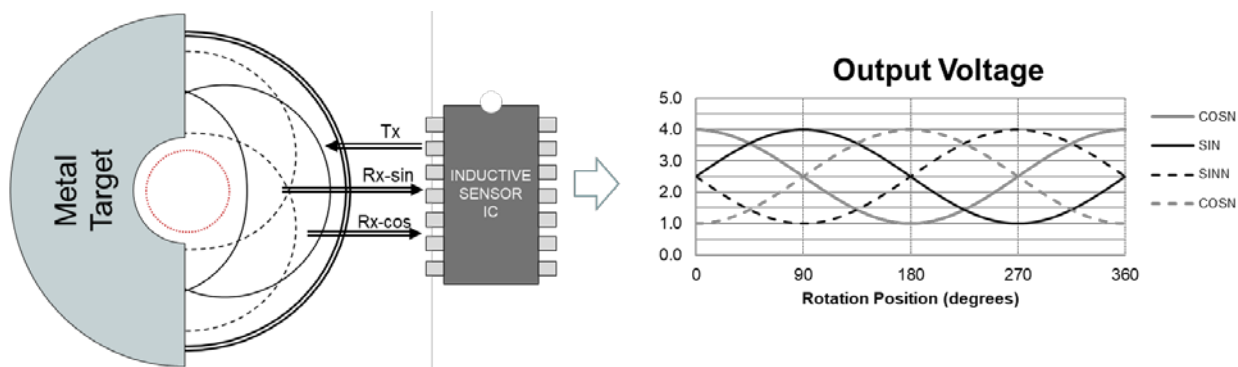 Metal
Target
Tx
Rx-sin
Rx-cos
INDUCTIVE
SENSOR
IC
Output Voltage
5.0
4.0
3.0
2.0
1.0
0.0
0
90
180
270
360
Rotation Position (degrees)
COSN
SIN
SINN
COSN